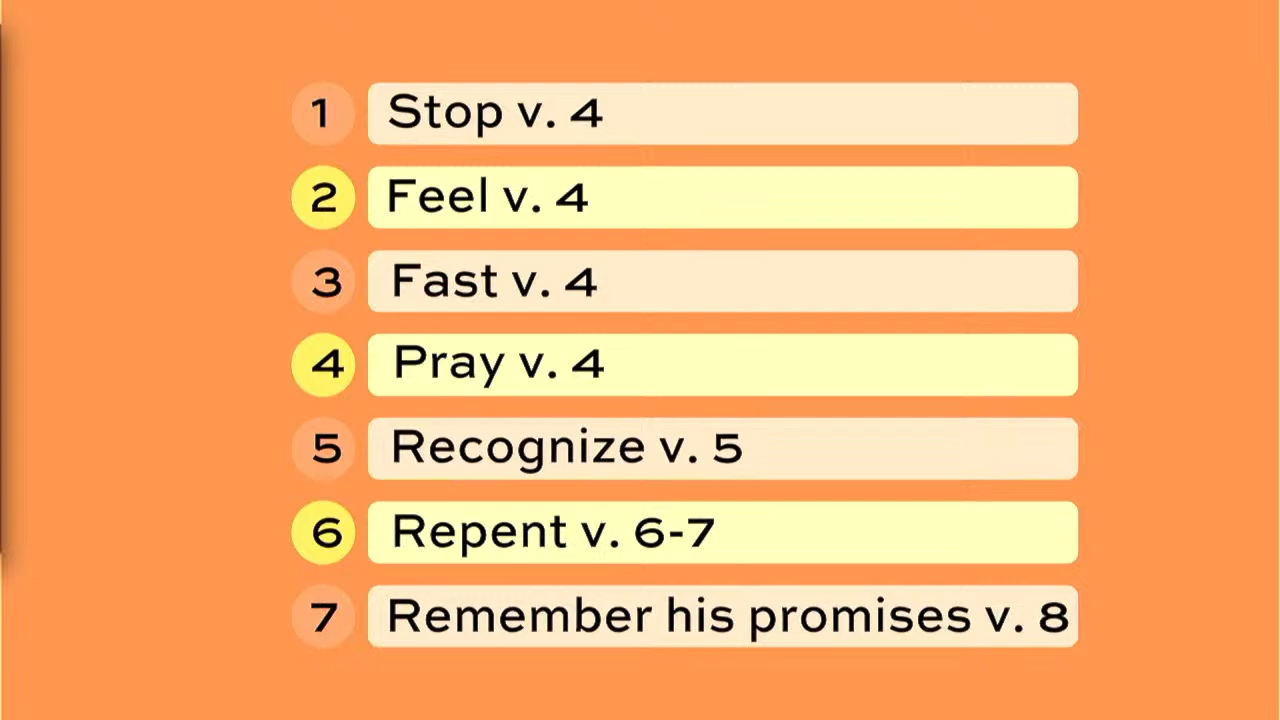 1 Stop v. 4
2 Feel v. 4
3 Fast v. 4
4 Pray v. 4
5 Recognize v. 5
6 Repent v. 6-7
7 Remember his promises v. 8